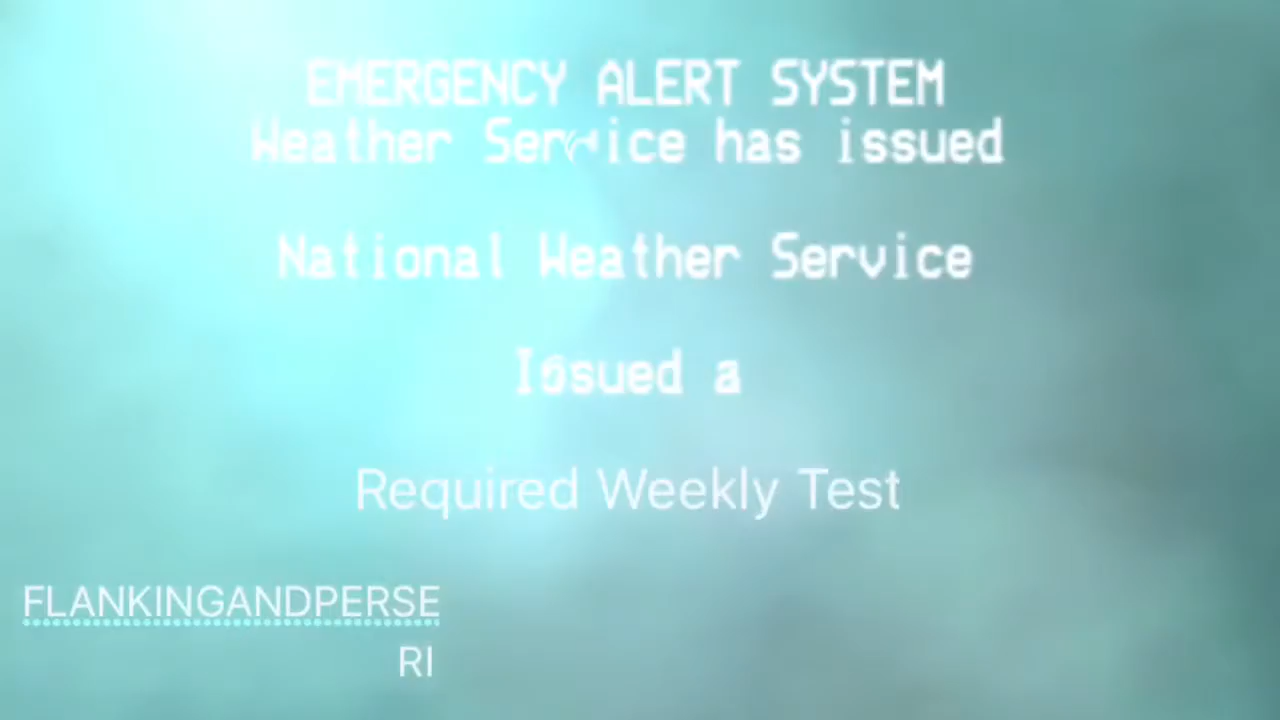 EMERGENCY ALERT SYSTEM
Weather Service has issued
National Weather Service
Issued a
Required Weekly Test
FLANKINGANDPERSE
RI